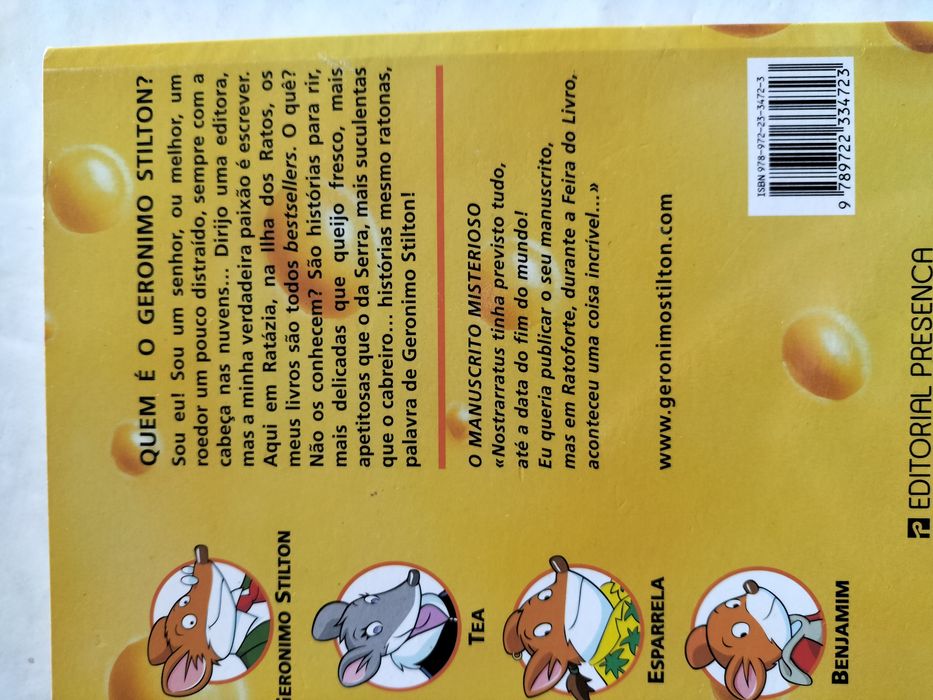 QUEM É O GERONIMO STILTON?
Sou eu! Sou um senhor, ou melhor, um
roedor um pouco distraído, sempre com a
cabeça nas nuvens... Dirijo uma editora,
mas a minha verdadeira paixão é escrever.
Aqui em Ratázia, na Ilha dos Ratos, os
meus livros são todos bestsellers. O quê?
Não os conhecem? São histórias para rir,
mais delicadas que queijo fresco, mais
apetitosas que o da Serra, mais suculentas
que o cabreiro... histórias mesmo ratonas,
palavra de Geronimo Stilton!
O MANUSCRITO MISTERIOSO
«Nostrarratus tinha previsto tudo,
até a data do fim do mundo!
Eu queria publicar o seu manuscrito,
mas em Ratoforte, durante a Feira do Livro,
aconteceu uma coisa incrível...»
www.geronimostilton.com
ISBN 978-972-23-3472-3
9 789722 334723
GERONIMO STILTON
TEA
ESPARRELA
BENJAMIM
EDITORIAL PRESENÇA